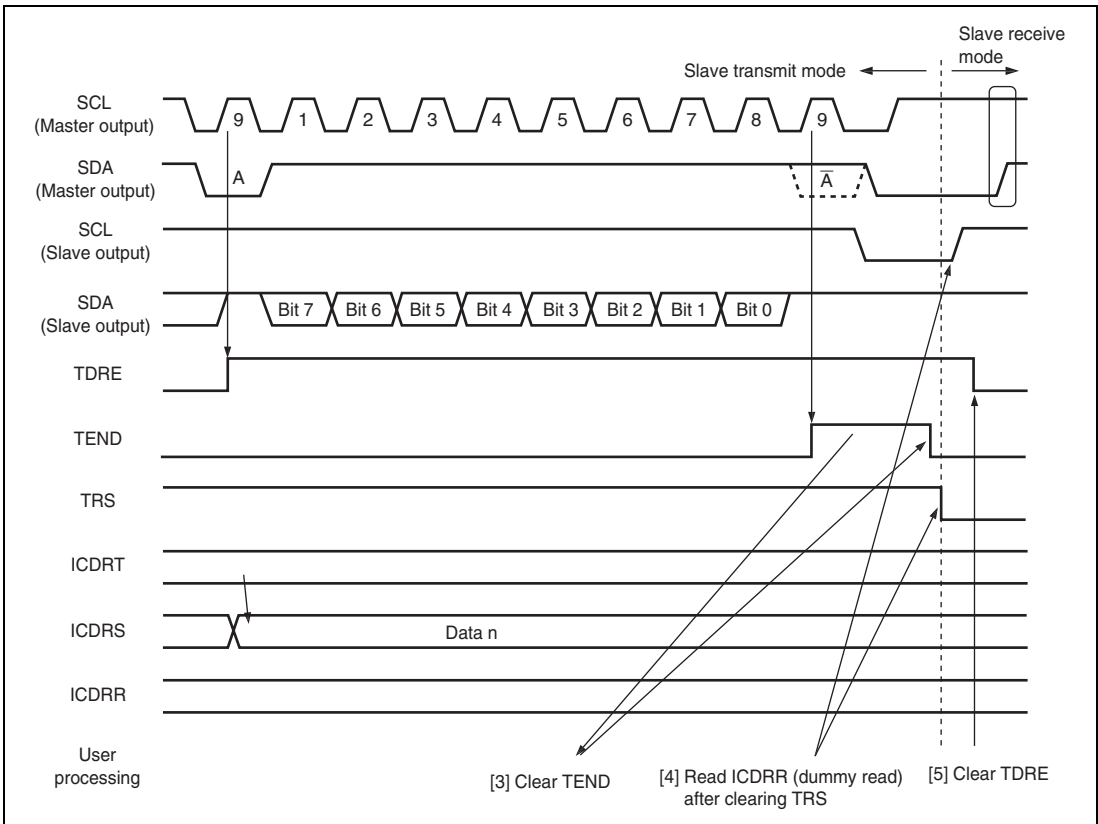 Slave receive
mode
Slave transmit mode
SCL
(Master output)
9 1 2 3 4 5 6 7 8 9
SDA
(Master output)
A A̅
SCL
(Slave output)
SDA
(Slave output)
Bit 7 Bit 6 Bit 5 Bit 4 Bit 3 Bit 2 Bit 1 Bit 0
TDRE
TEND
TRS
ICDRT
ICDRS
Data n
ICDRR
User
processing
[3] Clear TEND
[4] Read ICDRR (dummy read)
after clearing TRS
[5] Clear TDRE